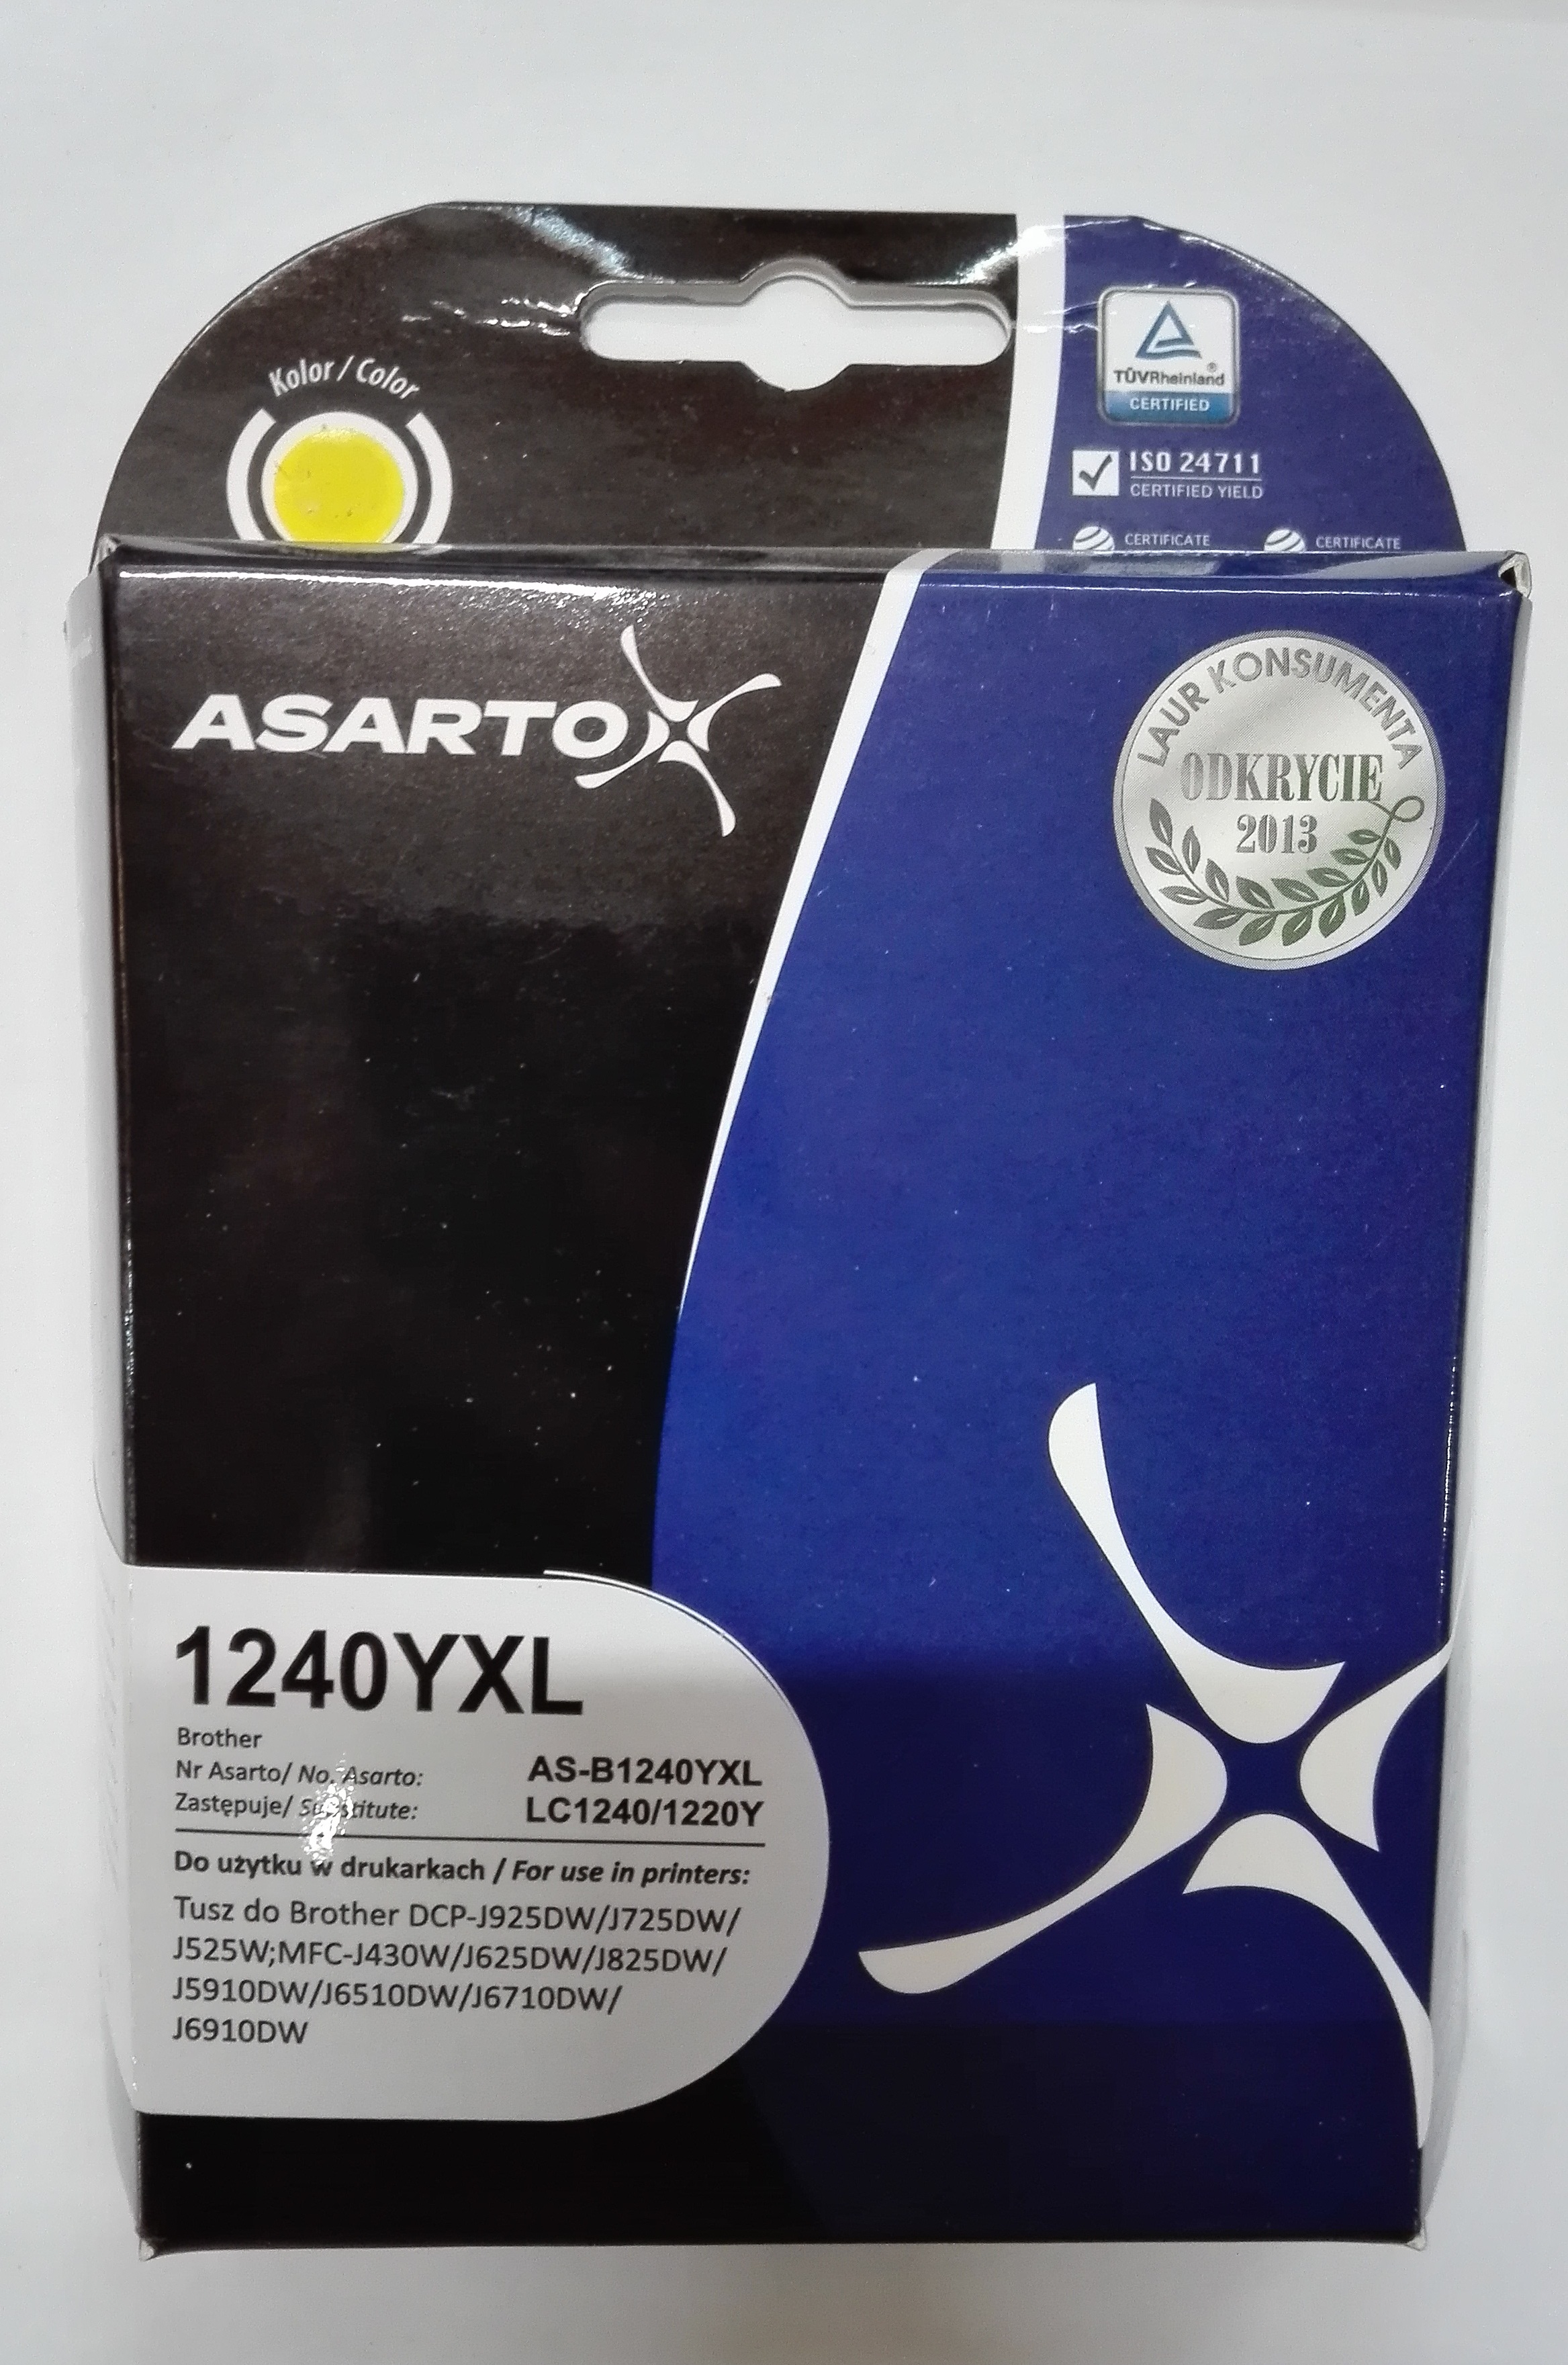 Kolor / Color
TÜVRheinland®
CERTIFIED
ISO 24711
CERTIFIED YIELD
CERTIFICATE
CERTIFICATE
ASARTO
LAUR KONSUMENTA
ODKRYCIE
2013
1240YXL
Brother
Nr Asarto/ No. Asarto: AS-B1240YXL
Zastępuje/ Substitute: LC1240/1220Y
Do użytku w drukarkach / For use in printers:
Tusz do Brother DCP-J925DW/J725DW/
J525W;MFC-J430W/J625DW/J825DW/
J5910DW/J6510DW/J6710DW/
J6910DW